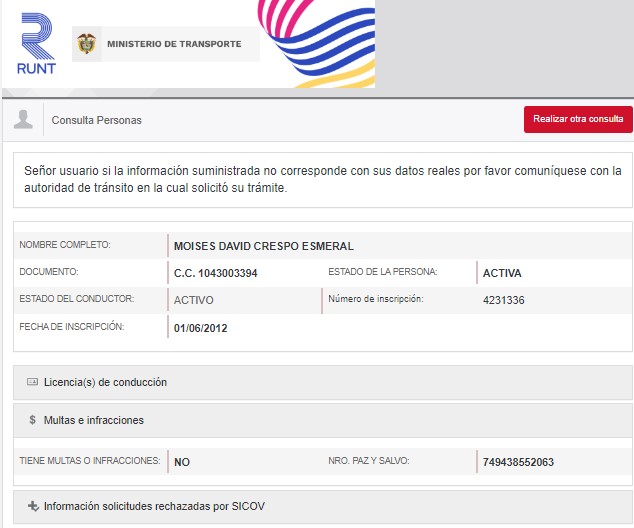 RUNT
MINISTERIO DE TRANSPORTE
Consulta Personas
Realizar otra consulta
Señor usuario si la información suministrada no corresponde con sus datos reales por favor comuníquese con la
autoridad de tránsito en la cual solicitó su trámite.
NOMBRE COMPLETO: MOISES DAVID CRESPO ESMERAL
DOCUMENTO: C.C. 1043003394 ESTADO DE LA PERSONA: ACTIVA
ESTADO DEL CONDUCTOR: ACTIVO Número de inscripción: 4231336
FECHA DE INSCRIPCIÓN: 01/06/2012
Licencia(s) de conducción
$ Multas e infracciones
TIENE MULTAS O INFRACCIONES: NO NRO. PAZ Y SALVO: 749438552063
Información solicitudes rechazadas por SICOV